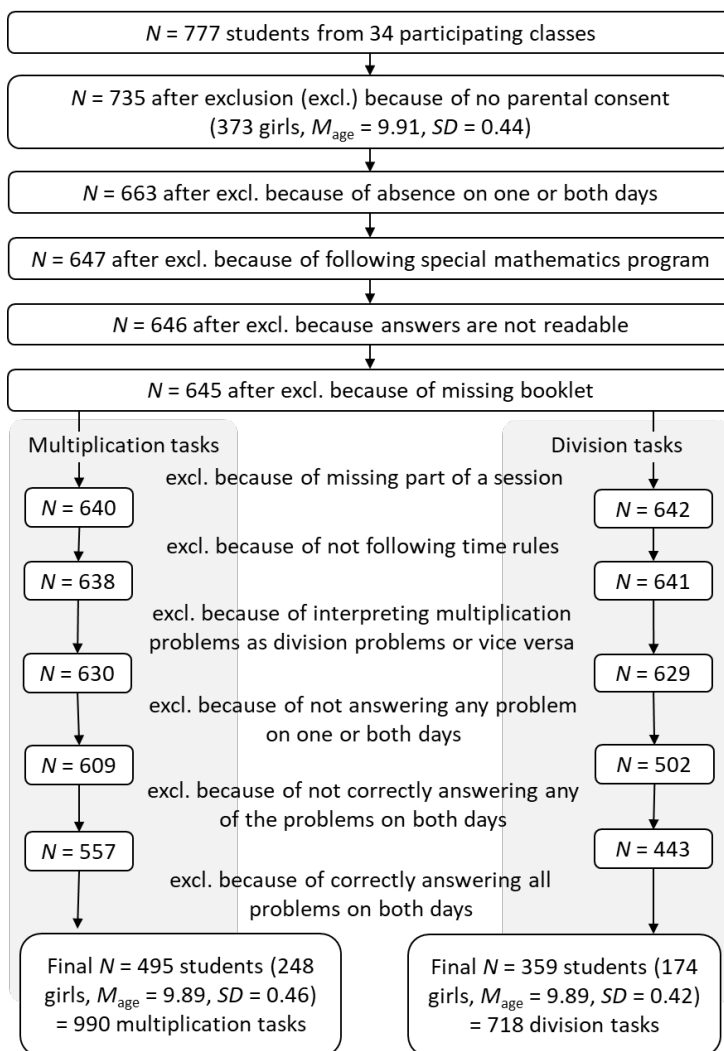 N = 777 students from 34 participating classes
N = 735 after exclusion (excl.) because of no parental consent
(373 girls, Mage = 9.91, SD = 0.44)
N = 663 after excl. because of absence on one or both days
N = 647 after excl. because of following special mathematics program
N = 646 after excl. because answers are not readable
N = 645 after excl. because of missing booklet
Multiplication tasks
Division tasks
excl. because of missing part of a session
N = 640
N = 642
excl. because of not following time rules
N = 638
N = 641
excl. because of interpreting multiplication
problems as division problems or vice versa
N = 630
N = 629
excl. because of not answering any problem
on one or both days
N = 609
N = 502
excl. because of not correctly answering any
of the problems on both days
N = 557
N = 443
excl. because of correctly answering all
problems on both days
Final N = 495 students (248
girls, Mage = 9.89, SD = 0.46)
= 990 multiplication tasks
Final N = 359 students (174
girls, Mage = 9.89, SD = 0.42)
= 718 division tasks